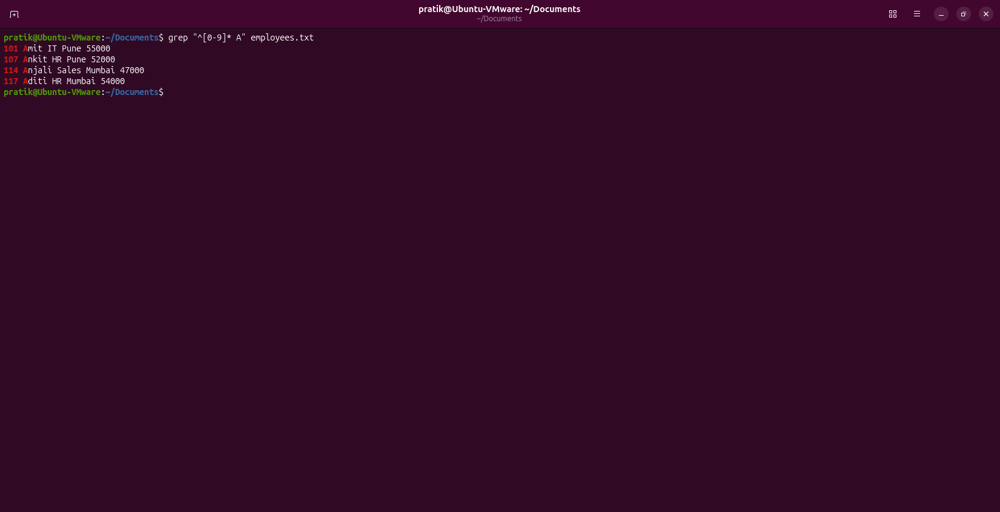 pratik@Ubuntu-VMware: ~/Documents
~/Documents
pratik@Ubuntu-VMware:~/Documents$ grep "^[0-9]* A" employees.txt
101 Amit IT Pune 55000
107 Ankit HR Pune 52000
114 Anjali Sales Mumbai 47000
117 Aditi HR Mumbai 54000
pratik@Ubuntu-VMware:~/Documents$